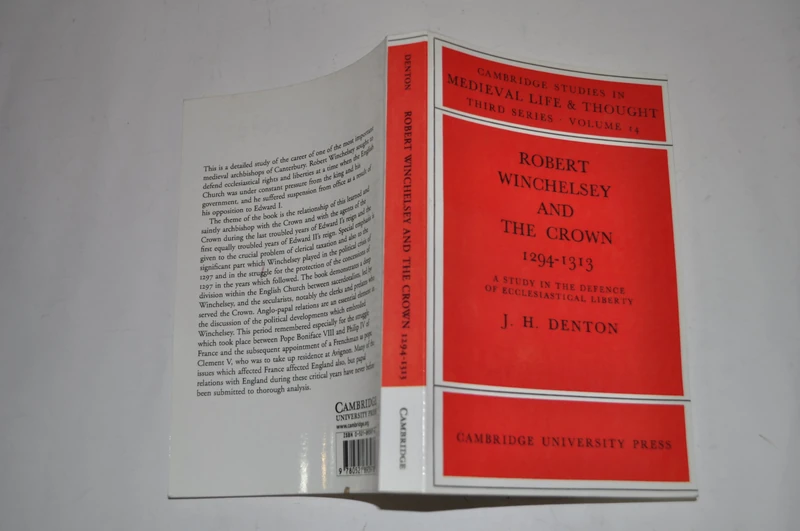 This is a detailed study of the career of one of the most important
medieval archbishops of Canterbury. Robert Winchelsey sought to
defend ecclesiastical rights and liberties at a time when the English
Church was under constant pressure from the king and his
government, and he suffered suspension from office as a result of
his opposition to Edward I.
The theme of the book is the relationship of this learned and
saintly archbishop with the Crown and with the agents of the
Crown during the last troubled years of Edward I's reign and the
first equally troubled years of Edward II's reign. Special emphasis is
given to the crucial problem of clerical taxation and also to the
significant part which Winchelsey played in the political crisis of
1297 and in the struggle for the protection of the concessions of
1297 in the years which followed. The book demonstrates a deep
division within the English Church between sacerdotalists, led by
Winchelsey, and the secularists, notably the clerks and prelates who
served the Crown. Anglo-papal relations are an essential element in
the discussion of the political developments which embroiled
Winchelsey. This period remembered especially for the struggle
which took place between Pope Boniface VIII and Philip IV of
France and the subsequent appointment of a Frenchman as pope,
Clement V, who was to take up residence at Avignon. Many of the
issues which affected France affected England also, but papal
relations with England during these critical years have never before
been submitted to thorough analysis.
CAMBRIDGE
UNIVERSITY PRESS
www.cambridge.org
ISBN
DENTON ROBERT WINCHELSEY AND THE CROWN 1294-1313 CAMBRIDGE
CAMBRIDGE STUDIES IN
MEDIEVAL LIFE & THOUGHT
THIRD SERIES · VOLUME 14
ROBERT
WINCHELSEY
AND
THE CROWN
1294-1313
A STUDY IN THE DEFENCE
OF ECCLESIASTICAL LIBERTY
J. H. DENTON
CAMBRIDGE UNIVERSITY PRESS